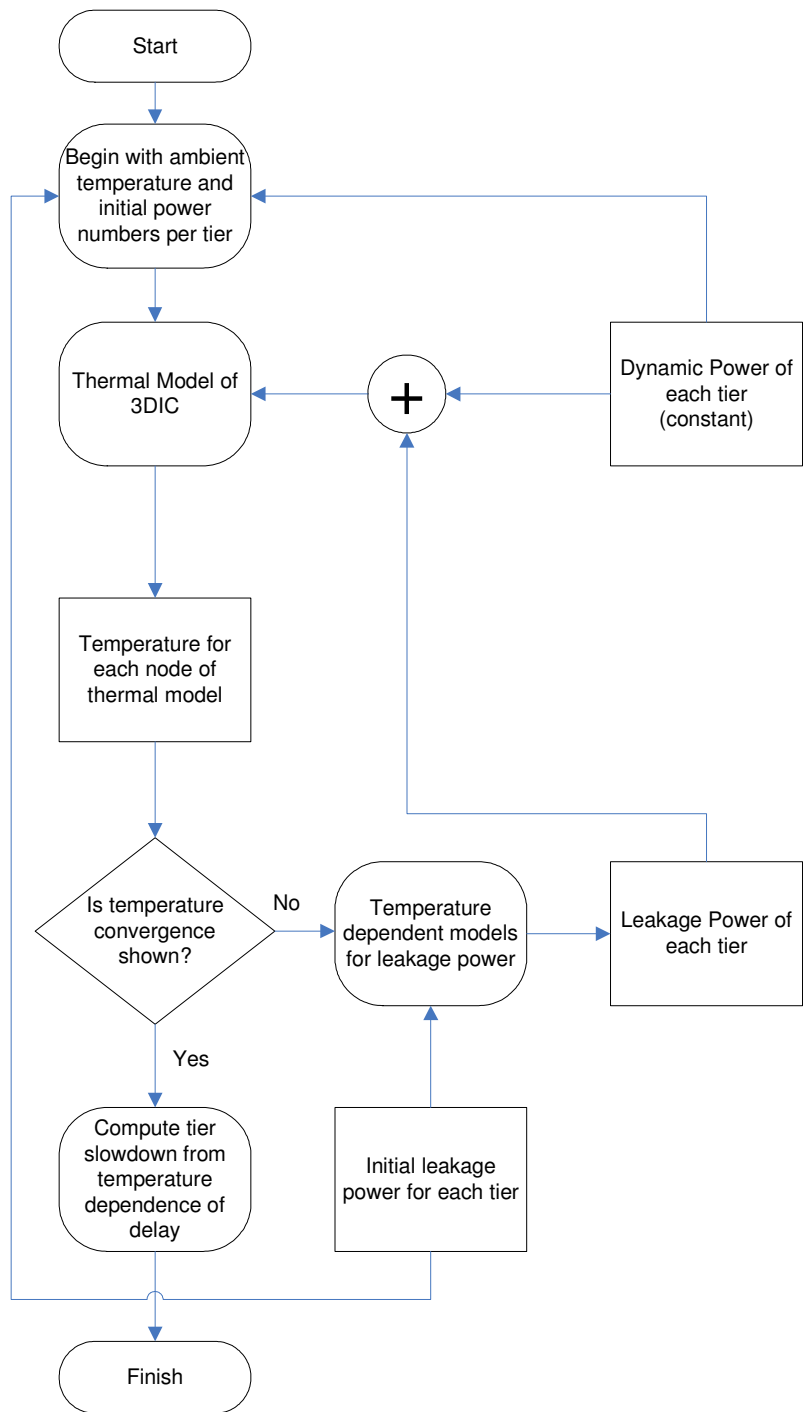 Start
Begin with ambient
temperature and
initial power
numbers per tier
Thermal Model of
3DIC
+
Dynamic Power of
each tier
(constant)
Temperature for
each node of
thermal model
Is temperature
convergence
shown?
No
Temperature
dependent models
for leakage power
Leakage Power of
each tier
Yes
Compute tier
slowdown from
temperature
dependence of
delay
Initial leakage
power for each tier
Finish